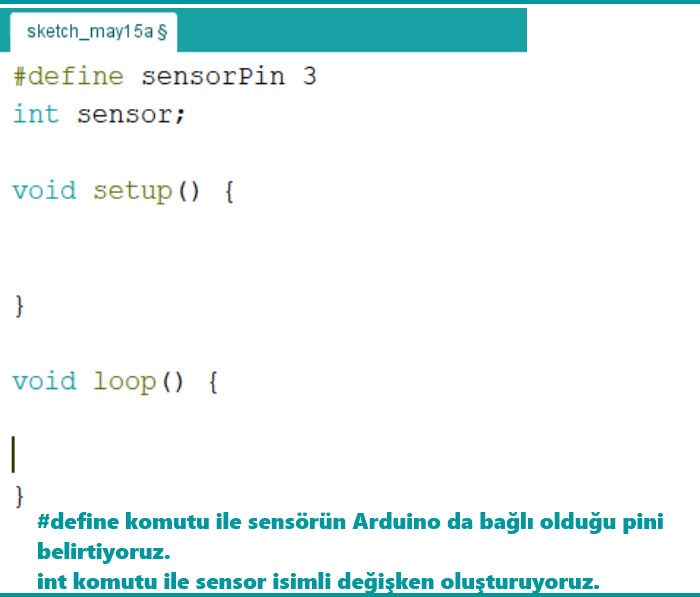 sketch_may15a §
#define sensorPin 3
int sensor;
void setup() {
}
void loop() {
}
#define komutu ile sensörün Arduino da bağlı olduğu pini
belirtiyoruz.
int komutu ile sensor isimli değişken oluşturuyoruz.